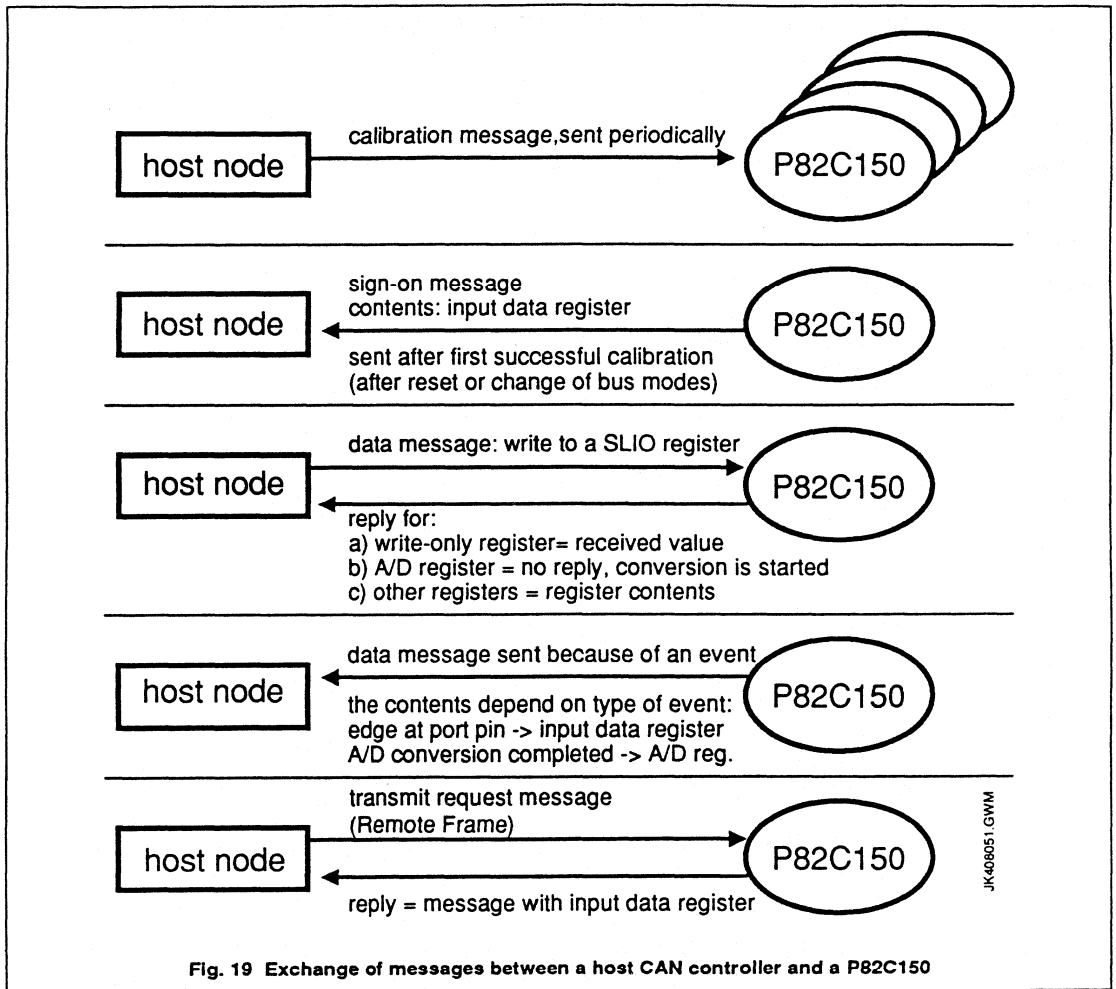 host node
calibration message,sent periodically
P82C150
host node
sign-on message
contents: input data register
sent after first successful calibration
(after reset or change of bus modes)
P82C150
host node
data message: write to a SLIO register
reply for:
a) write-only register= received value
b) A/D register = no reply, conversion is started
c) other registers = register contents
P82C150
host node
data message sent because of an event
the contents depend on type of event:
edge at port pin -> input data register
A/D conversion completed -> A/D reg.
P82C150
host node
transmit request message
(Remote Frame)
reply = message with input data register
P82C150
JK408051.GWM
Fig. 19 Exchange of messages between a host CAN controller and a P82C150